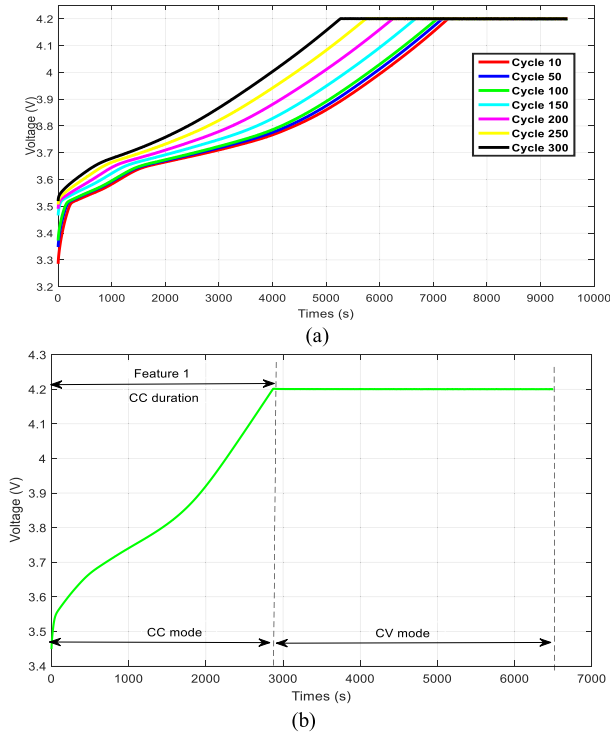 4.2
4.1
4
3.9
3.8
3.7
3.6
3.5
3.4
3.3
3.2
Voltage (V)
Cycle 10
Cycle 50
Cycle 100
Cycle 150
Cycle 200
Cycle 250
Cycle 300
0 1000 2000 3000 4000 5000 6000 7000 8000 9000 10000
Times (s)
(a)
4.3
4.2
4.1
4
3.9
3.8
3.7
3.6
3.5
3.4
Voltage (V)
Feature 1
CC duration
CC mode
CV mode
0 1000 2000 3000 4000 5000 6000 7000
Times (s)
(b)